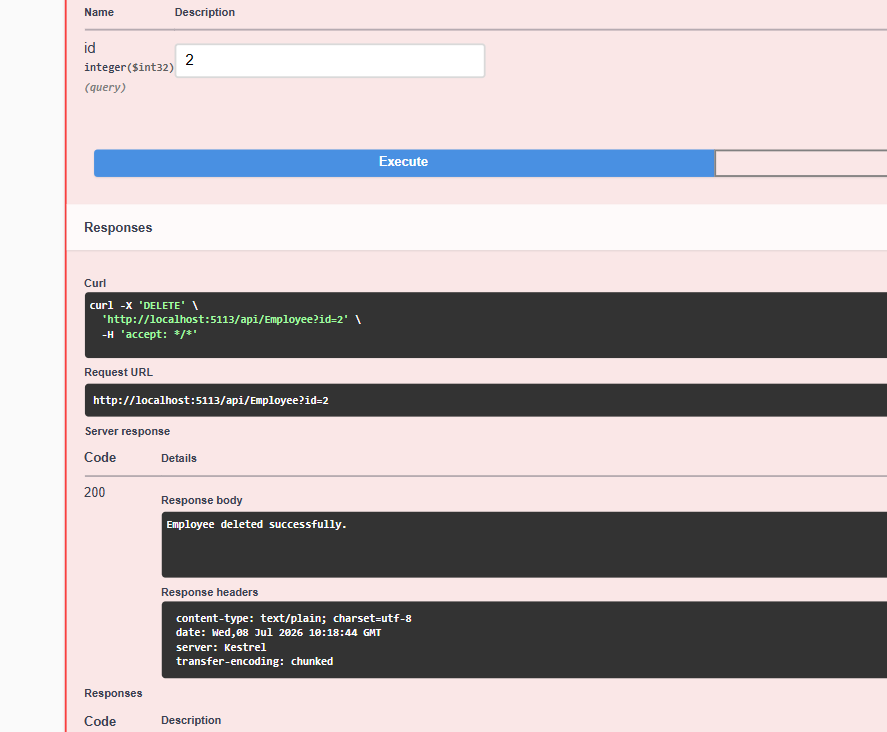 Name Description
id
integer($int32)
(query)
2
Execute
Responses
Curl
curl -X 'DELETE' \
  'http://localhost:5113/api/Employee?id=2' \
  -H 'accept: */*'
Request URL
http://localhost:5113/api/Employee?id=2
Server response
Code Details
200
Response body
Employee deleted successfully.
Response headers
content-type: text/plain; charset=utf-8
date: Wed,08 Jul 2026 10:18:44 GMT
server: Kestrel
transfer-encoding: chunked
Responses
Code Description